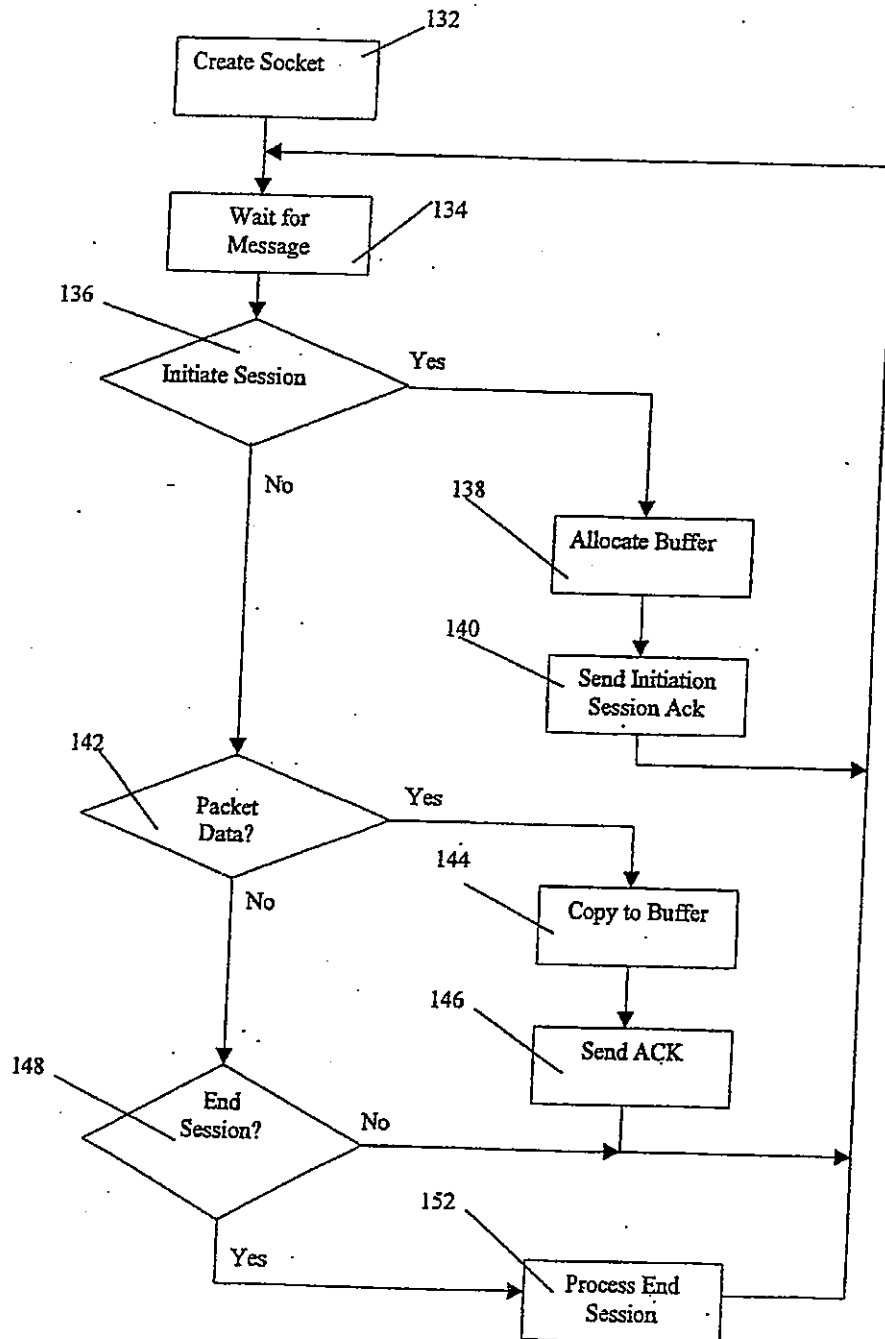 132
Create Socket
Wait for
Message
134
136
Initiate Session
Yes
No
138
Allocate Buffer
140
Send Initiation
Session Ack
142
Packet
Data?
Yes
No
144
Copy to Buffer
146
Send ACK
148
End
Session?
No
Yes
152
Process End
Session